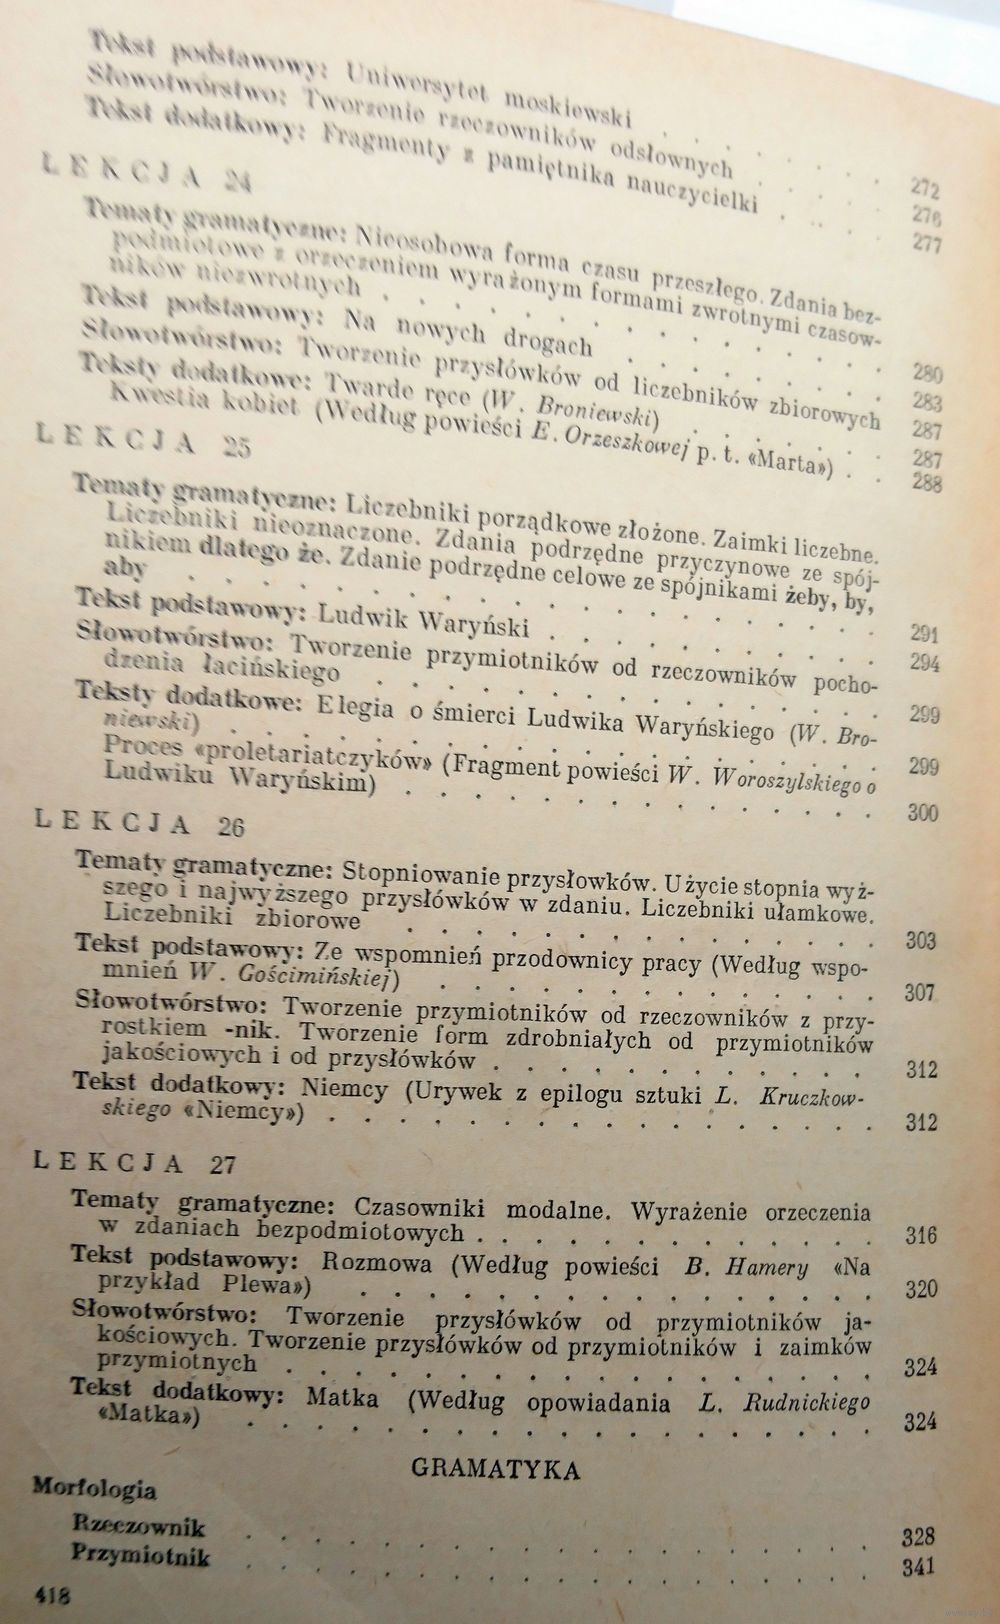 Tekst podstawowy: Uniwersytet moskiewski . . . . . . 272
Słowotwórstwo: Tworzenie rzeczowników odsłownych . . . . 276
Tekst dodatkowy: Fragmenty z pamiętnika nauczycielki . . . . 277
LEKCJA 24
Tematy gramatyczne: Nieosobowa forma czasu przeszłego. Zdania bez-
podmiotowe z orzeczeniem wyrażonym formami zwrotnymi czasow-
ników niezwrotnych . . . . . . . . . . . . 280
Tekst podstawowy: Na nowych drogach . . . . . . . . 283
Słowotwórstwo: Tworzenie przysłówków od liczebników zbiorowych 287
Teksty dodatkowe: Twarde ręce (W. Broniewski) . . . . . . 287
Kwestia kobiet (Według powieści E. Orzeszkowej p. t. «Marta») . . 288
LEKCJA 25
Tematy gramatyczne: Liczebniki porządkowe złożone. Zaimki liczebne.
Liczebniki nieoznaczone. Zdania podrzędne przyczynowe ze spój-
nikiem dlatego że. Zdanie podrzędne celowe ze spójnikami żeby, by,
aby . . . . . . . . . . . . . . . . 291
Tekst podstawowy: Ludwik Waryński . . . . . . . . . 294
Słowotwórstwo: Tworzenie przymiotników od rzeczowników pocho-
dzenia łacińskiego . . . . . . . . . . . . . . 299
Teksty dodatkowe: Elegia o śmierci Ludwika Waryńskiego (W. Bro-
niewski) . . . . . . . . . . . . . . . . 299
Proces «proletariatczyków» (Fragment powieści W. Woroszylskiego o
Ludwiku Waryńskim) . . . . . . . . . . . . . 300
LEKCJA 26
Tematy gramatyczne: Stopniowanie przysłowków. Użycie stopnia wyż-
szego i najwyższego przysłówków w zdaniu. Liczebniki ułamkowe.
Liczebniki zbiorowe . . . . . . . . . . . . . . 303
Tekst podstawowy: Ze wspomnień przodownicy pracy (Według wspo-
mnień W. Gościmińskiej) . . . . . . . . . . . . . 307
Słowotwórstwo: Tworzenie przymiotników od rzeczowników z przy-
rostkiem -nik. Tworzenie form zdrobniałych od przymiotników
jakościowych i od przysłówków . . . . . . . . . . . 312
Tekst dodatkowy: Niemcy (Urywek z epilogu sztuki L. Kruczkow-
skiego «Niemcy») . . . . . . . . . . . . . . . . 312
LEKCJA 27
Tematy gramatyczne: Czasowniki modalne. Wyrażenie orzeczenia
w zdaniach bezpodmiotowych . . . . . . . . . . . . 316
Tekst podstawowy: Rozmowa (Według powieści B. Hamery «Na
przykład Plewa») . . . . . . . . . . . . . . . 320
Słowotwórstwo: Tworzenie przysłówków od przymiotników ja-
kościowych. Tworzenie przysłówków od przymiotników i zaimków
przymiotnych . . . . . . . . . . . . . . . . . 324
Tekst dodatkowy: Matka (Według opowiadania L. Rudnickiego
«Matka») . . . . . . . . . . . . . . . . . . 324
GRAMATYKA
Morfologia
Rzeczownik . . . . . . . . . . . . . . . . . . 328
Przymiotnik . . . . . . . . . . . . . . . . . . 341
418